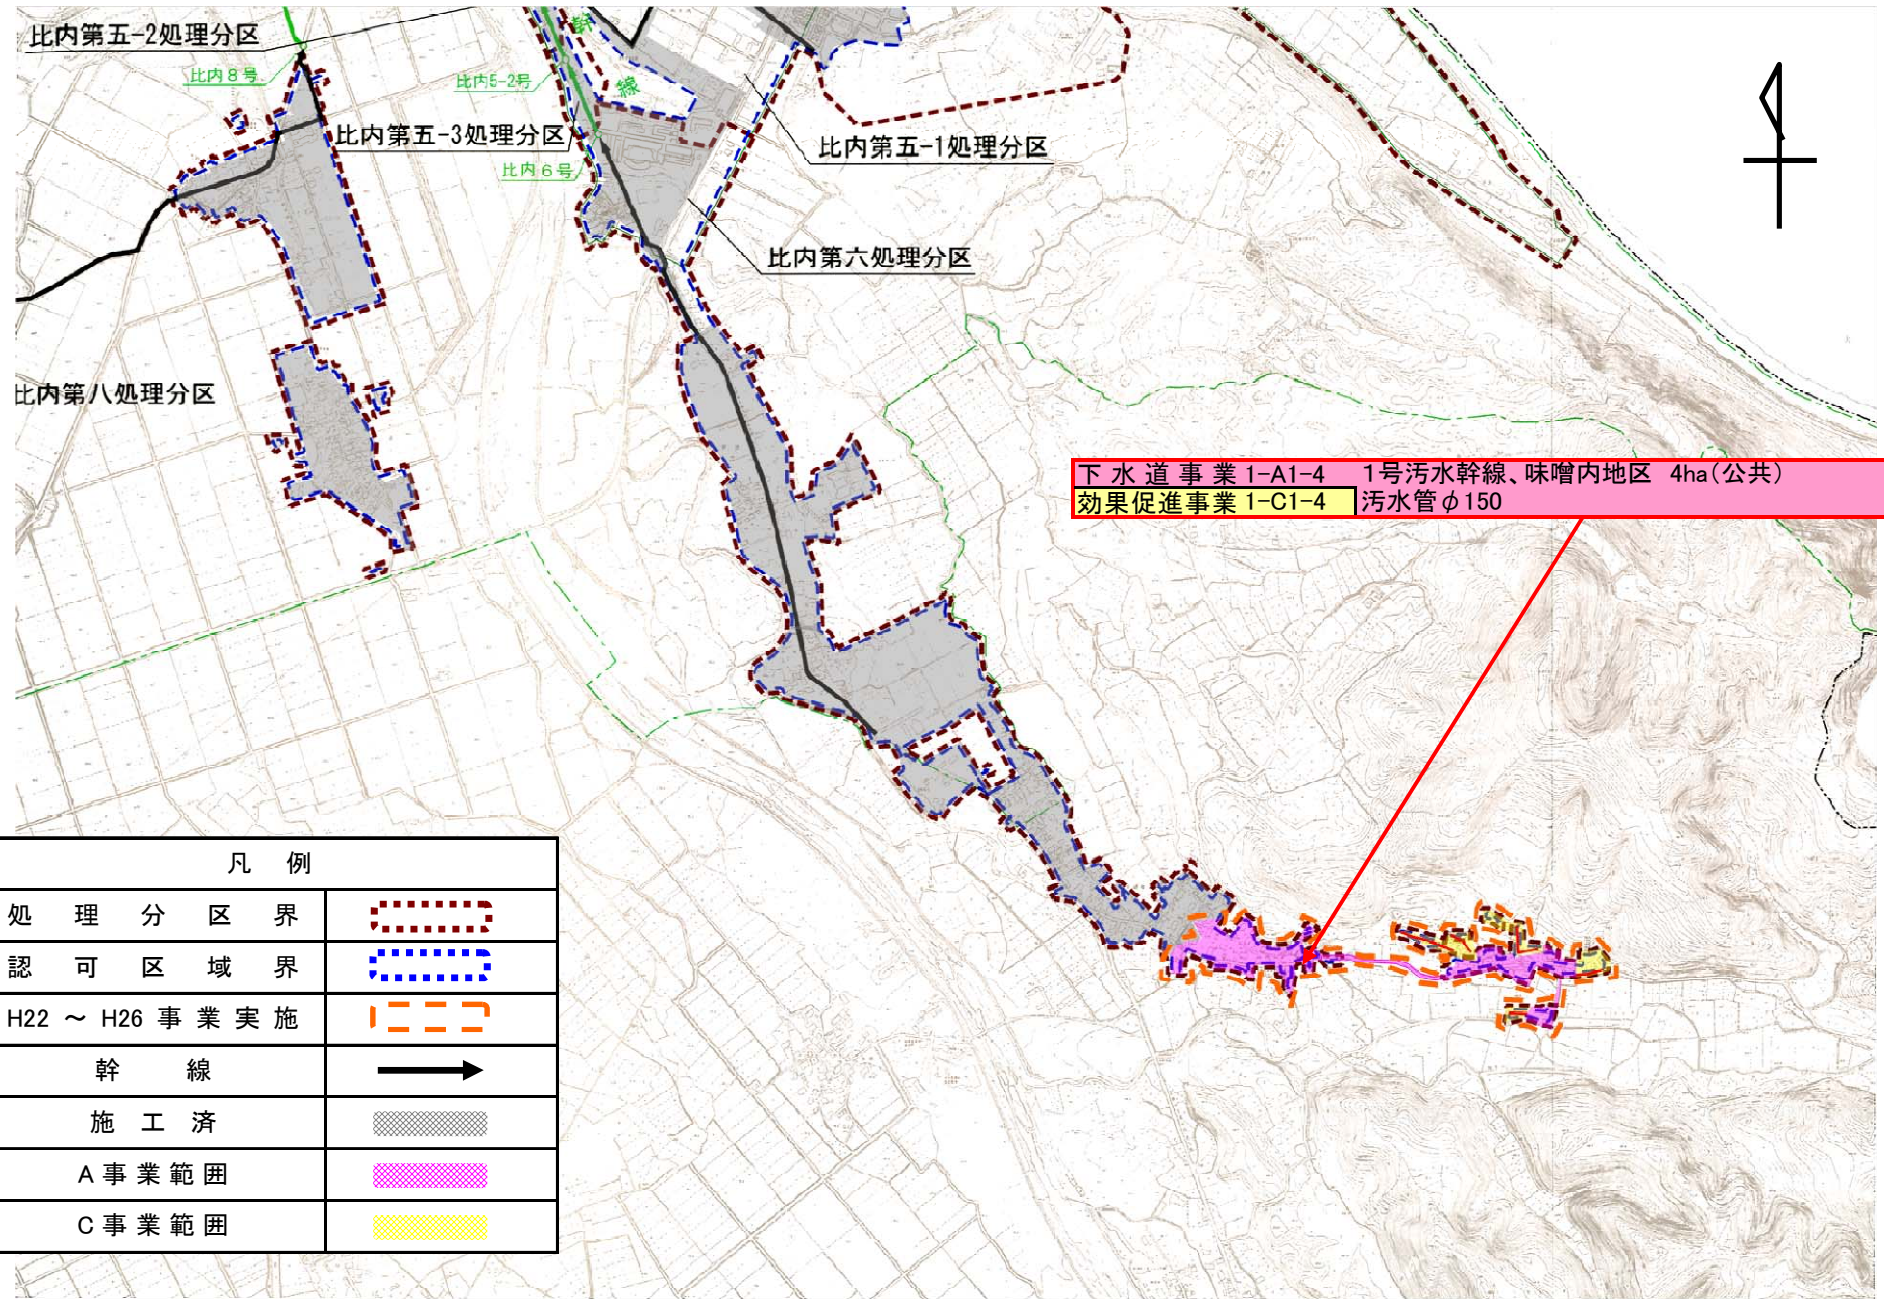 比内第五-2処理分区
比内8号
幹
線
比内5-2号
比内第五-3処理分区
比内第五-1処理分区
比内6号
比内第六処理分区
比内第八処理分区
下水道事業 1-A1-4 1号汚水幹線、味噌内地区 4ha(公共)
効果促進事業 1-C1-4 汚水管φ150
凡例
処理分区界
認可区域界
H22 ~ H26 事業実施
幹線
施工済
A事業範囲
C事業範囲